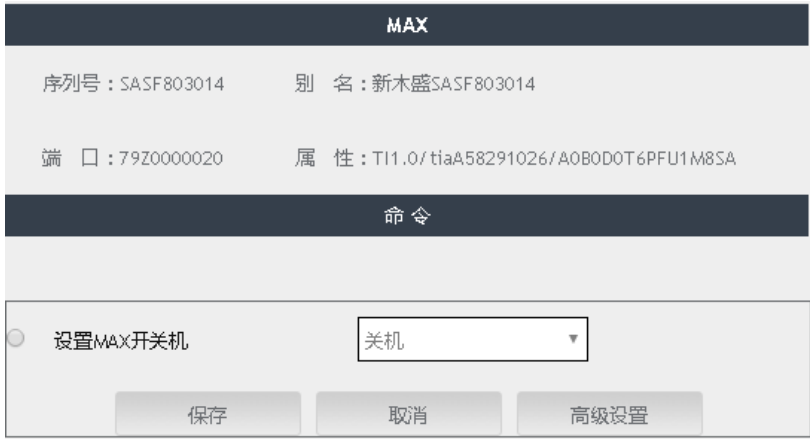 MAX
序列号：SASF803014 别 名：新木盛SASF803014
端 口：79Z0000020 属 性：TI1.0/tiaA58291026/A0B0D0T6PFU1M8SA
命令
设置MAX开关机 关机
保存 取消 高级设置